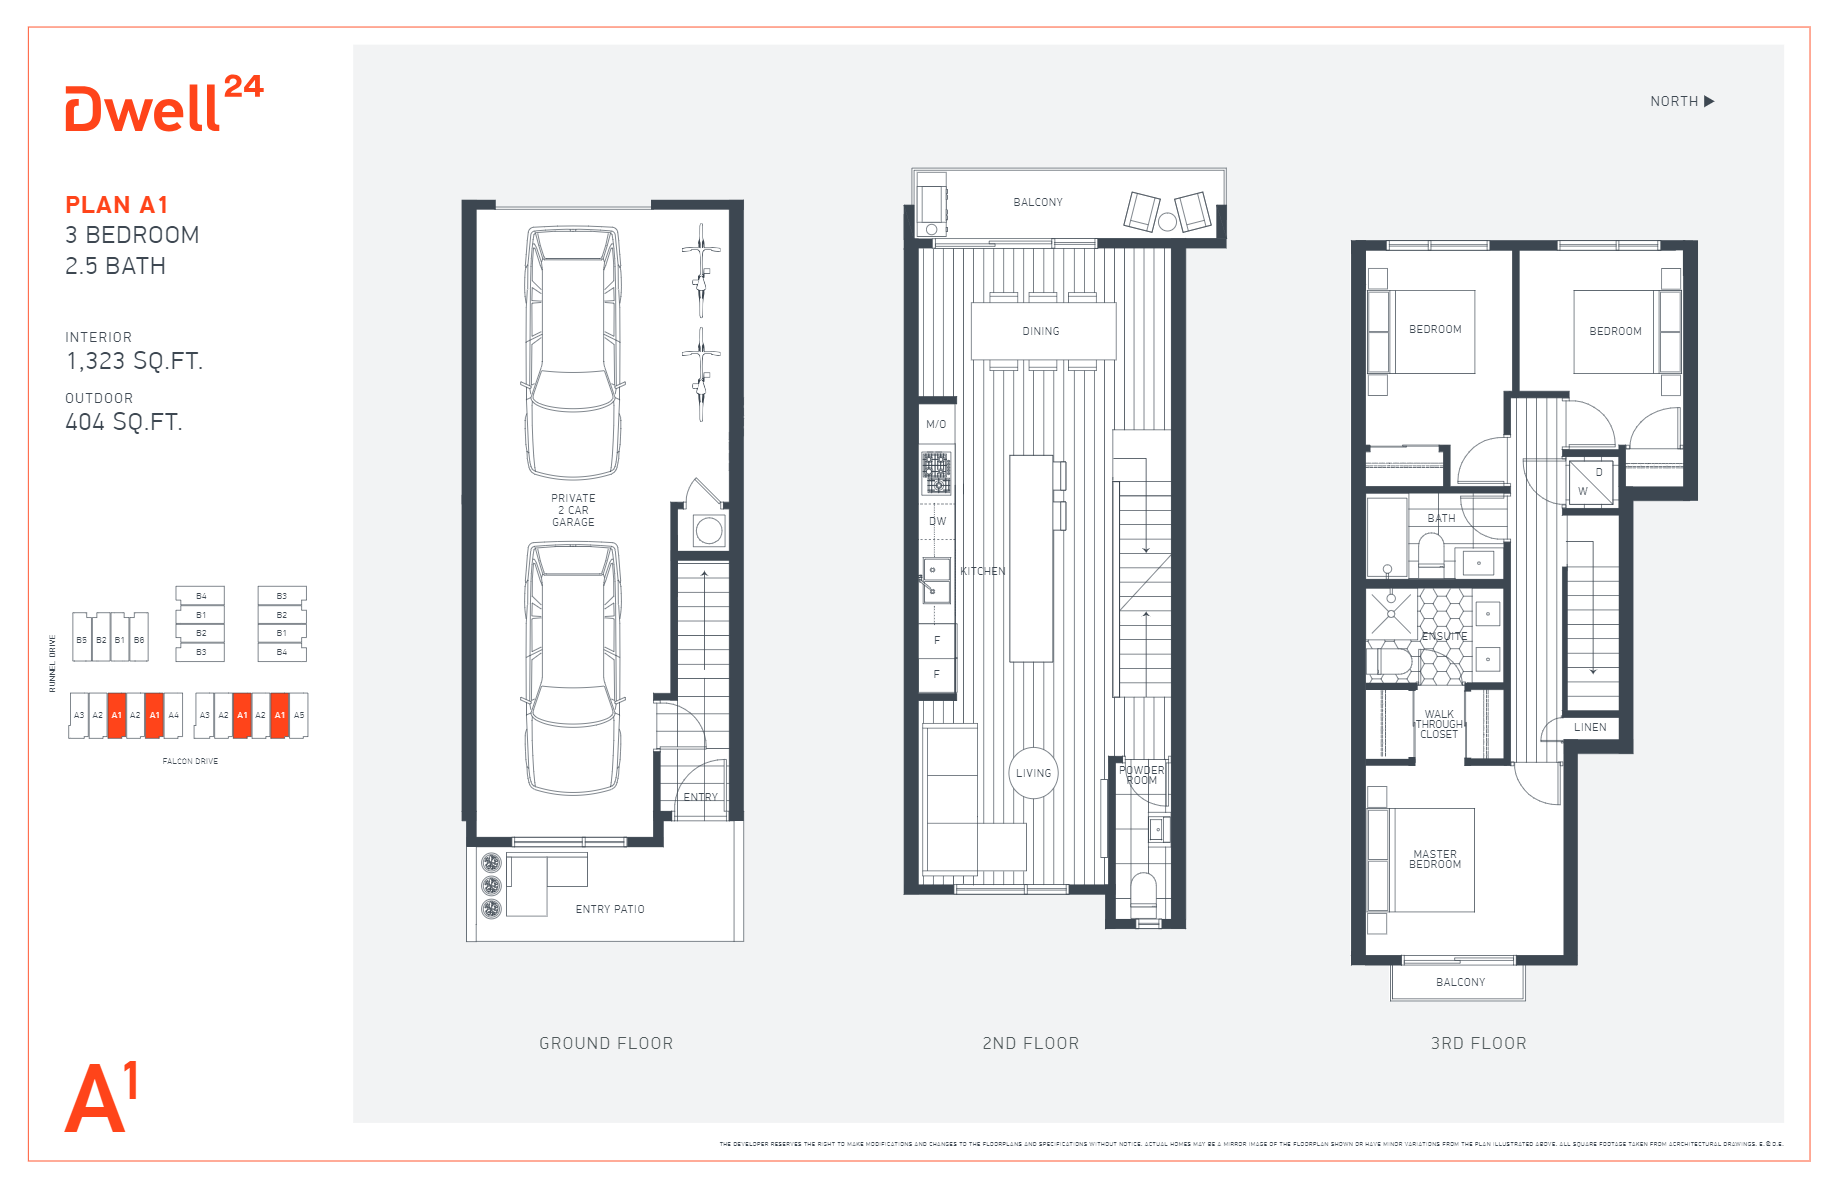 Dwell24
PLAN A1
3 BEDROOM
2.5 BATH
INTERIOR
1,323 SQ.FT.
OUTDOOR
404 SQ.FT.
B4
B1
B2
B3
B3
B2
B1
B4
B5 B2 B1 B6
RUNNEL DRIVE
A3 A2 A1 A2 A1 A4
A3 A2 A1 A2 A1 A5
FALCON DRIVE
A1
NORTH
PRIVATE
2 CAR
GARAGE
ENTRY
ENTRY PATIO
GROUND FLOOR
BALCONY
DINING
M/O
DW
KITCHEN
F
F
LIVING
POWDER
ROOM
2ND FLOOR
BEDROOM
BEDROOM
D
W
BATH
ENSUITE
WALK
THROUGH
CLOSET
LINEN
MASTER
BEDROOM
BALCONY
3RD FLOOR
THE DEVELOPER RESERVES THE RIGHT TO MAKE MODIFICATIONS AND CHANGES TO THE FLOORPLANS AND SPECIFICATIONS WITHOUT NOTICE. ACTUAL HOMES MAY BE A MIRROR IMAGE OF THE FLOORPLAN SHOWN OR HAVE MINOR VARIATIONS FROM THE PLAN ILLUSTRATED ABOVE. ALL SQUARE FOOTAGE TAKEN FROM ACRCHITECTURAL DRAWINGS. E.&O.E.